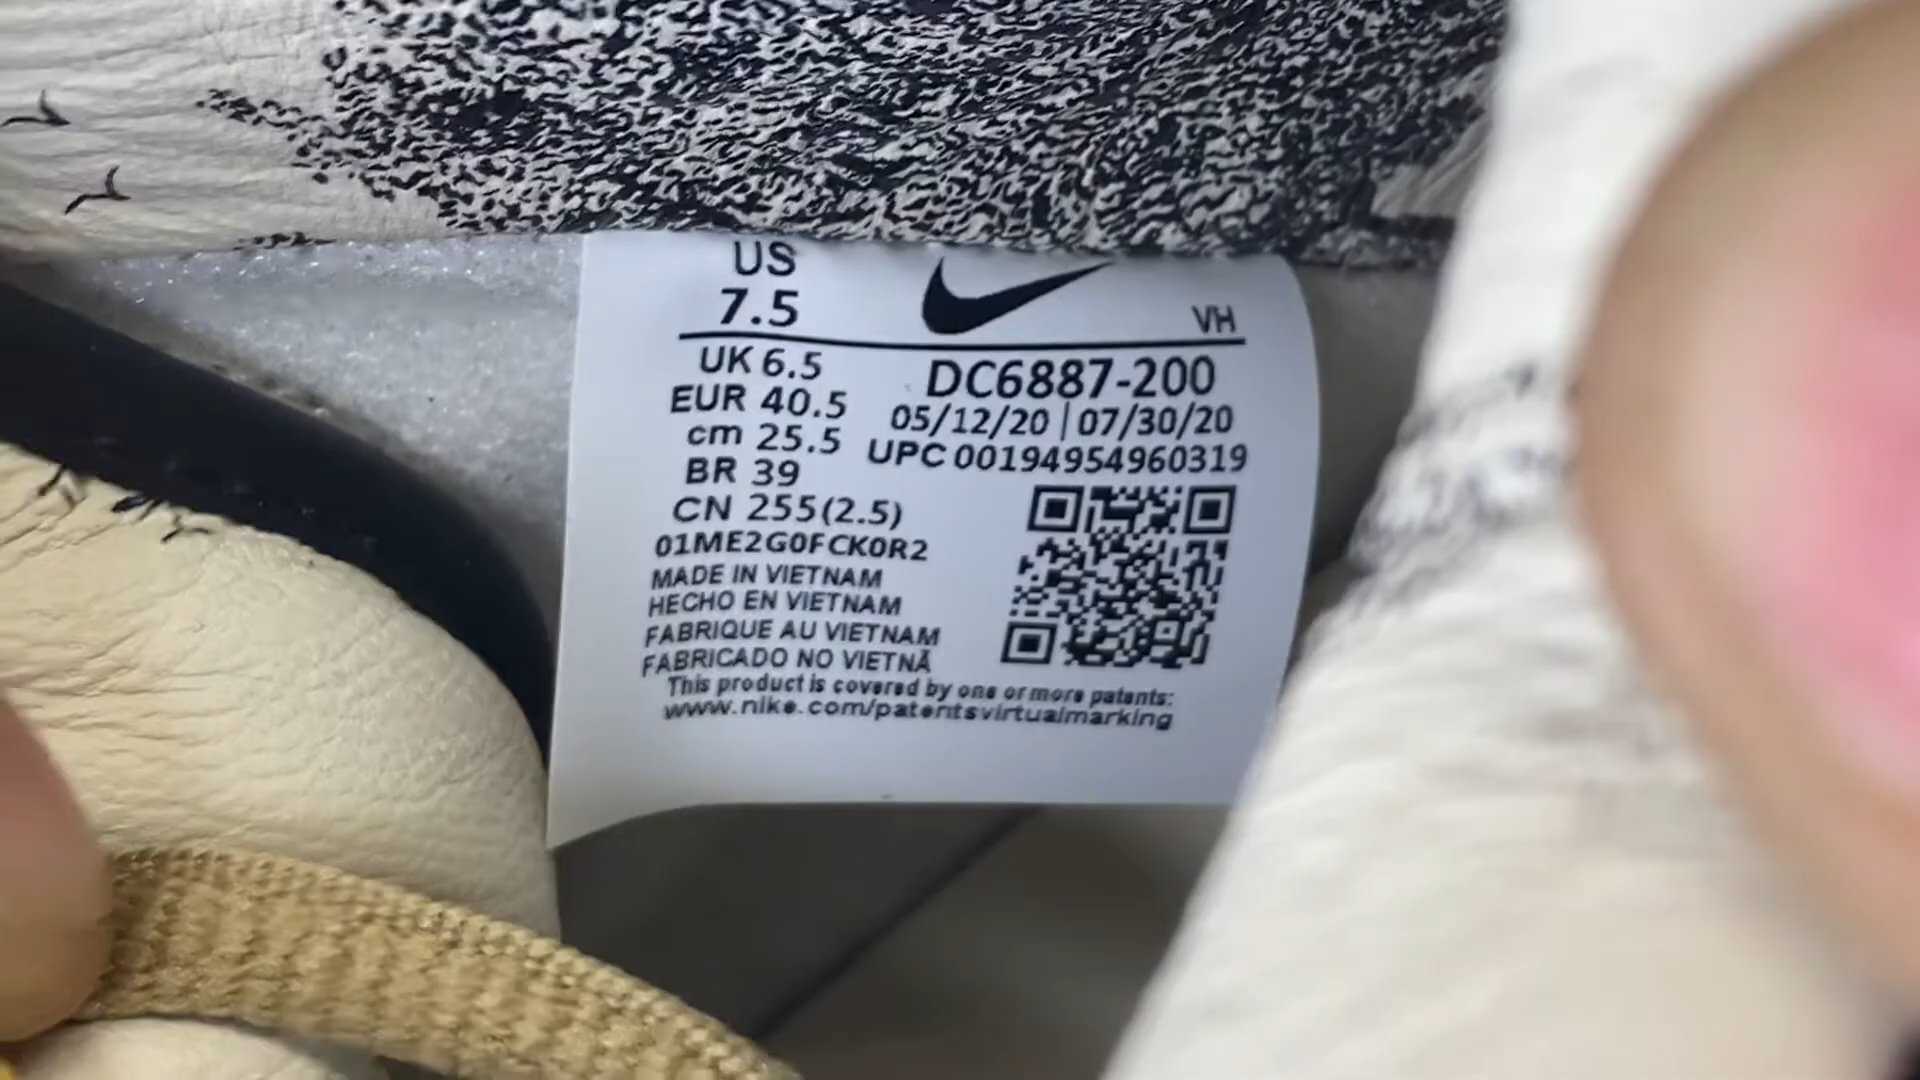 US
7.5
VH
UK 6.5
EUR 40.5
cm 25.5
BR 39
CN 255(2.5)
DC6887-200
05/12/20 | 07/30/20
UPC 00194954960319
01ME2G0FCK0R2
MADE IN VIETNAM
HECHO EN VIETNAM
FABRIQUE AU VIETNAM
FABRICADO NO VIETNÃ
This product is covered by one or more patents:
www.nike.com/patentsvirtualmarking